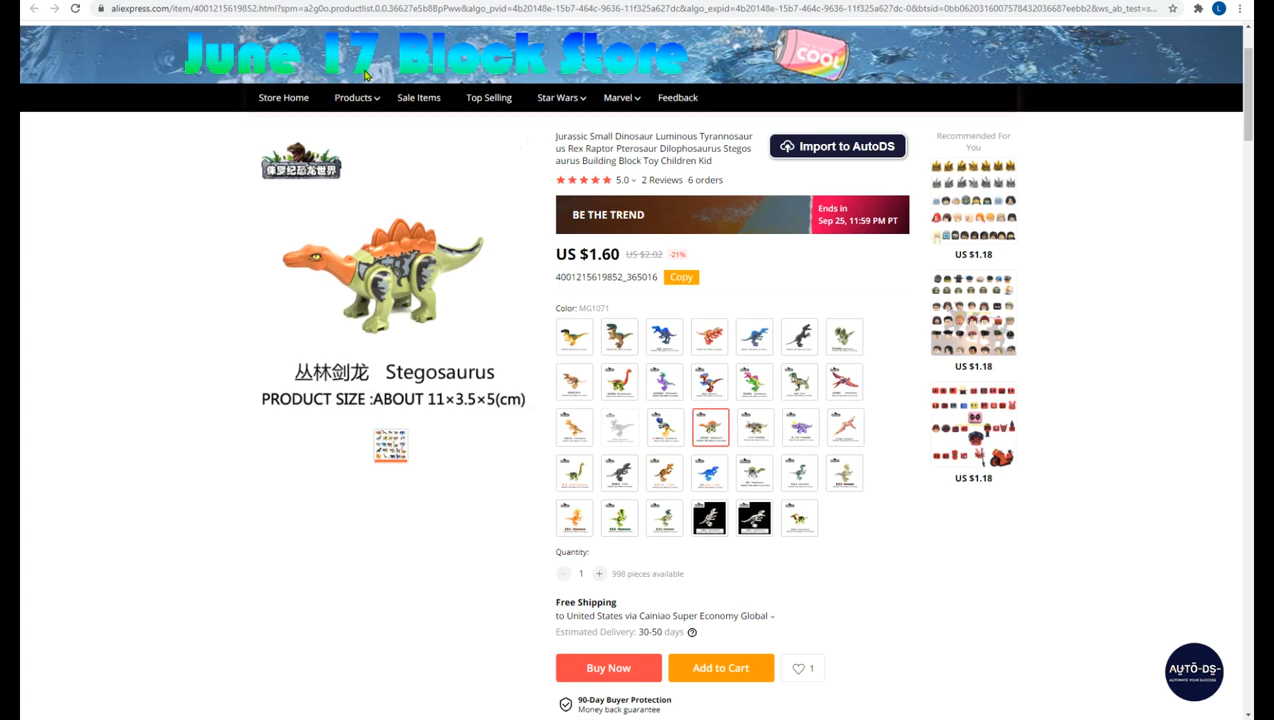 aliexpress.com/item/4001215619852.html?spm=a2g0o.productlist.0.0.36627e5b8BpPww&algo_pvid=4b20148e-15b7-464c-9636-11f325a627dc&algo_expid=4b20148e-15b7-464c-9636-11f325a627dc&btsid=0bb0620316007578432036687eebb2&ws_ab_test=s...
L
June 17 Block Store
COOL
Store Home
Products
Sale Items
Top Selling
Star Wars
Marvel
Feedback
侏罗纪恐龙世界
丛林剑龙 Stegosaurus
PRODUCT SIZE :ABOUT 11×3.5×5(cm)
Jurassic Small Dinosaur Luminous Tyrannosaur
us Rex Raptor Pterosaur Dilophosaurus Stegos
aurus Building Block Toy Children Kid
Import to AutoDS
5.0 2 Reviews 6 orders
BE THE TREND
Ends in
Sep 25, 11:59 PM PT
US $1.60 US $2.02 -21%
4001215619852_365016 Copy
Color: MG1071
Quantity:
1 998 pieces available
Free Shipping
to United States via Cainiao Super Economy Global
Estimated Delivery: 30-50 days
Buy Now
Add to Cart
1
90-Day Buyer Protection
Money back guarantee
Recommended For
You
US $1.18
US $1.18
US $1.18
AUTO-DS-
AUTOMATE YOUR SUCCESS